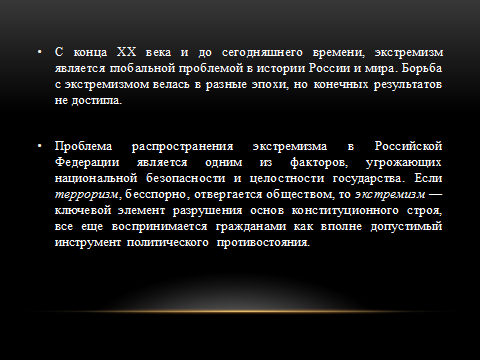 • С конца XX века и до сегодняшнего времени, экстремизм
является глобальной проблемой в истории России и мира. Борьба
с экстремизмом велась в разные эпохи, но конечных результатов
не достигла.
• Проблема распространения экстремизма в Российской
Федерации является одним из факторов, угрожающих
национальной безопасности и целостности государства. Если
терроризм, бесспорно, отвергается обществом, то экстремизм —
ключевой элемент разрушения основ конституционного строя,
все еще воспринимается гражданами как вполне допустимый
инструмент политического противостояния.